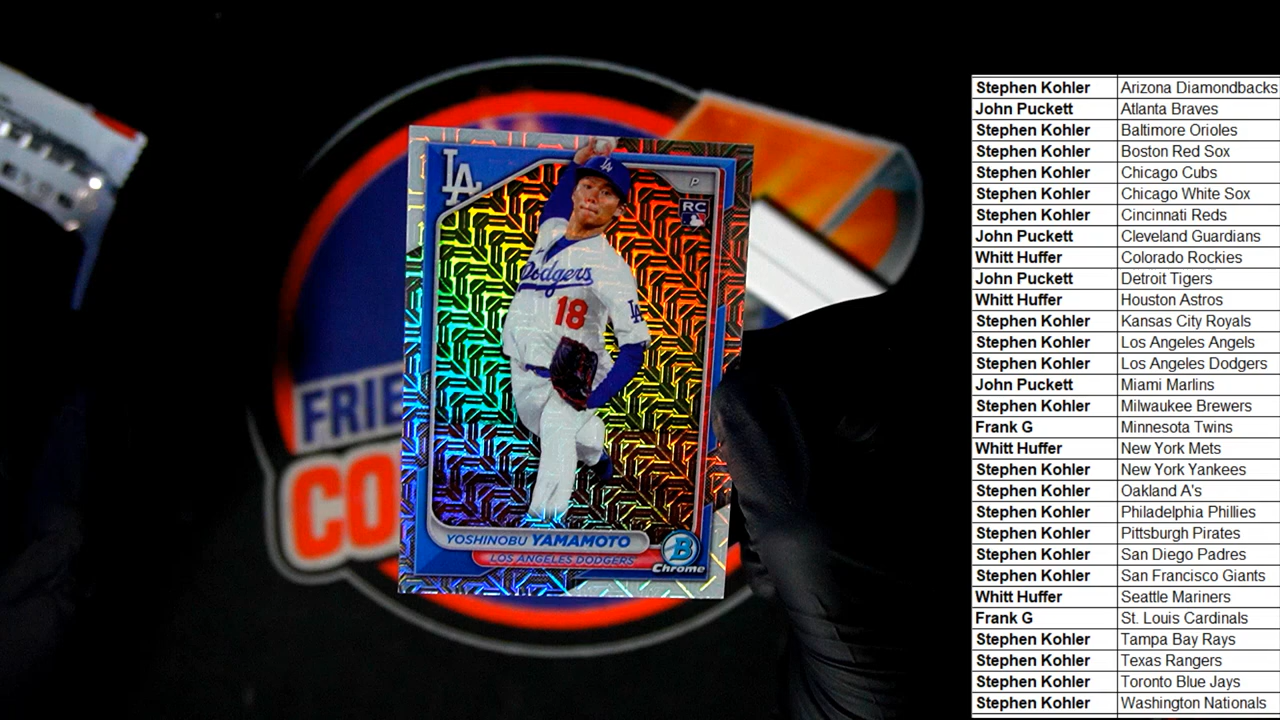 LA
P
RC
LA
Dodgers
18
LA
FRIE
CO
YOSHINOBU YAMAMOTO
LOS ANGELES DODGERS
B
Chrome
Stephen Kohler Arizona Diamondbacks
John Puckett Atlanta Braves
Stephen Kohler Baltimore Orioles
Stephen Kohler Boston Red Sox
Stephen Kohler Chicago Cubs
Stephen Kohler Chicago White Sox
Stephen Kohler Cincinnati Reds
John Puckett Cleveland Guardians
Whitt Huffer Colorado Rockies
John Puckett Detroit Tigers
Whitt Huffer Houston Astros
Stephen Kohler Kansas City Royals
Stephen Kohler Los Angeles Angels
Stephen Kohler Los Angeles Dodgers
John Puckett Miami Marlins
Stephen Kohler Milwaukee Brewers
Frank G Minnesota Twins
Whitt Huffer New York Mets
Stephen Kohler New York Yankees
Stephen Kohler Oakland A's
Stephen Kohler Philadelphia Phillies
Stephen Kohler Pittsburgh Pirates
Stephen Kohler San Diego Padres
Stephen Kohler San Francisco Giants
Whitt Huffer Seattle Mariners
Frank G St. Louis Cardinals
Stephen Kohler Tampa Bay Rays
Stephen Kohler Texas Rangers
Stephen Kohler Toronto Blue Jays
Stephen Kohler Washington Nationals